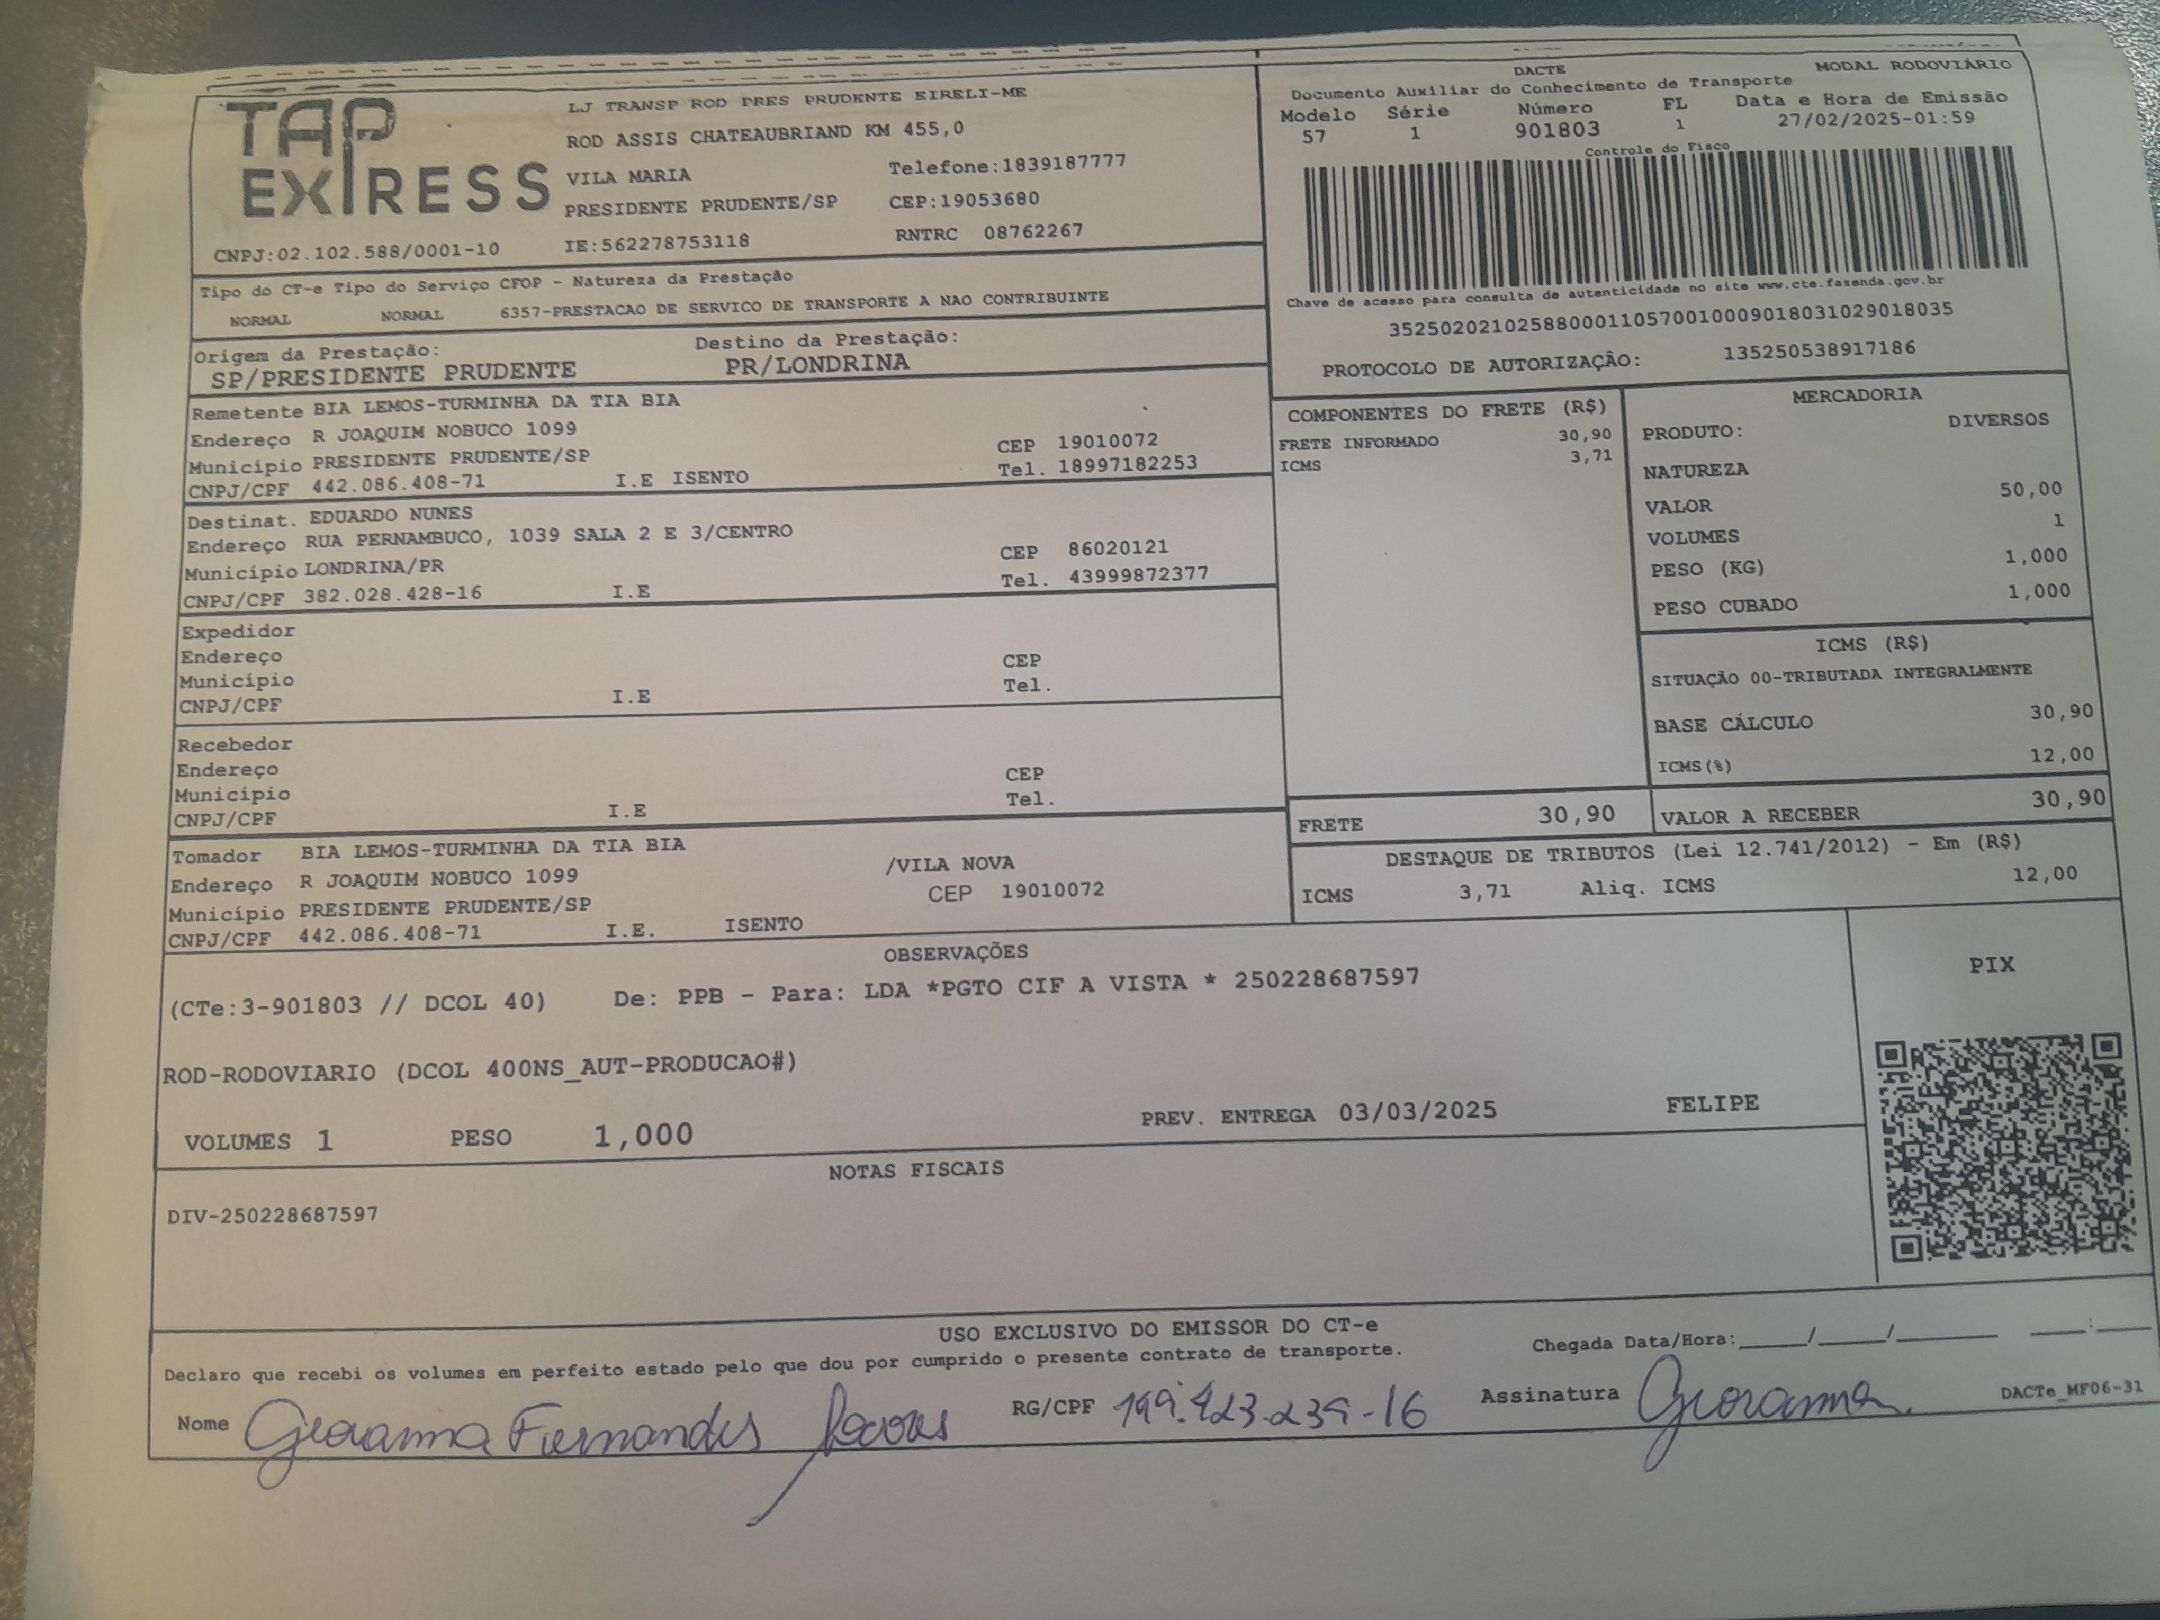 TAP EXPRESS
LJ TRANSP ROD PRES PRUDENTE EIRELI-ME
ROD ASSIS CHATEAUBRIAND KM 455,0
VILA MARIA Telefone:1839187777
PRESIDENTE PRUDENTE/SP CEP:19053680
CNPJ:02.102.588/0001-10 IE:562278753118 RNTRC 08762267
DACTE MODAL RODOVIÁRIO
Documento Auxiliar do Conhecimento de Transporte
Modelo Série Número FL Data e Hora de Emissão
57 1 901803 1 27/02/2025-01:59
Controle do Fisco
Chave de acesso para consulta de autenticidade no site www.cte.fazenda.gov.br
35250202102588000110570010009018031029018035
PROTOCOLO DE AUTORIZAÇÂO: 135250538917186
Tipo do CT-e Tipo do Serviço CFOP - Natureza da Prestação
NORMAL NORMAL 6357-PRESTACAO DE SERVICO DE TRANSPORTE A NAO CONTRIBUINTE
Origem da Prestação: Destino da Prestação:
SP/PRESIDENTE PRUDENTE PR/LONDRINA
Remetente BIA LEMOS-TURMINHA DA TIA BIA
Endereço R JOAQUIM NOBUCO 1099 CEP 19010072
Município PRESIDENTE PRUDENTE/SP Tel. 18997182253
CNPJ/CPF 442.086.408-71 I.E ISENTO
Destinat. EDUARDO NUNES
Endereço RUA PERNAMBUCO, 1039 SALA 2 E 3/CENTRO
Município LONDRINA/PR CEP 86020121
CNPJ/CPF 382.028.428-16 I.E Tel. 43999872377
Expedidor
Endereço CEP
Município Tel.
CNPJ/CPF I.E
Recebedor
Endereço CEP
Município Tel.
CNPJ/CPF I.E
Tomador BIA LEMOS-TURMINHA DA TIA BIA
Endereço R JOAQUIM NOBUCO 1099 /VILA NOVA
Município PRESIDENTE PRUDENTE/SP CEP 19010072
CNPJ/CPF 442.086.408-71 I.E. ISENTO
COMPONENTES DO FRETE (R$)
FRETE INFORMADO 30,90
ICMS 3,71
MERCADORIA
PRODUTO: DIVERSOS
NATUREZA
VALOR 50,00
VOLUMES 1
PESO (KG) 1,000
PESO CUBADO 1,000
ICMS (R$)
SITUAÇÃO 00-TRIBUTADA INTEGRALMENTE
BASE CÁLCULO 30,90
ICMS(%) 12,00
FRETE 30,90 VALOR A RECEBER 30,90
DESTAQUE DE TRIBUTOS (Lei 12.741/2012) - Em (R$)
ICMS 3,71 Aliq. ICMS 12,00
OBSERVAÇÕES
(CTe:3-901803 // DCOL 40) De: PPB - Para: LDA *PGTO CIF A VISTA * 250228687597
ROD-RODOVIARIO (DCOL 400NS_AUT-PRODUCAO#)
VOLUMES 1 PESO 1,000 PREV. ENTREGA 03/03/2025 FELIPE
PIX
NOTAS FISCAIS
DIV-250228687597
USO EXCLUSIVO DO EMISSOR DO CT-e
Declaro que recebi os volumes em perfeito estado pelo que dou por cumprido o presente contrato de transporte.
Chegada Data/Hora:_____/_____/________ ____:____
Nome Geovanna Fernandes RG/CPF Assinatura Geovanna DACTe_MF06-31